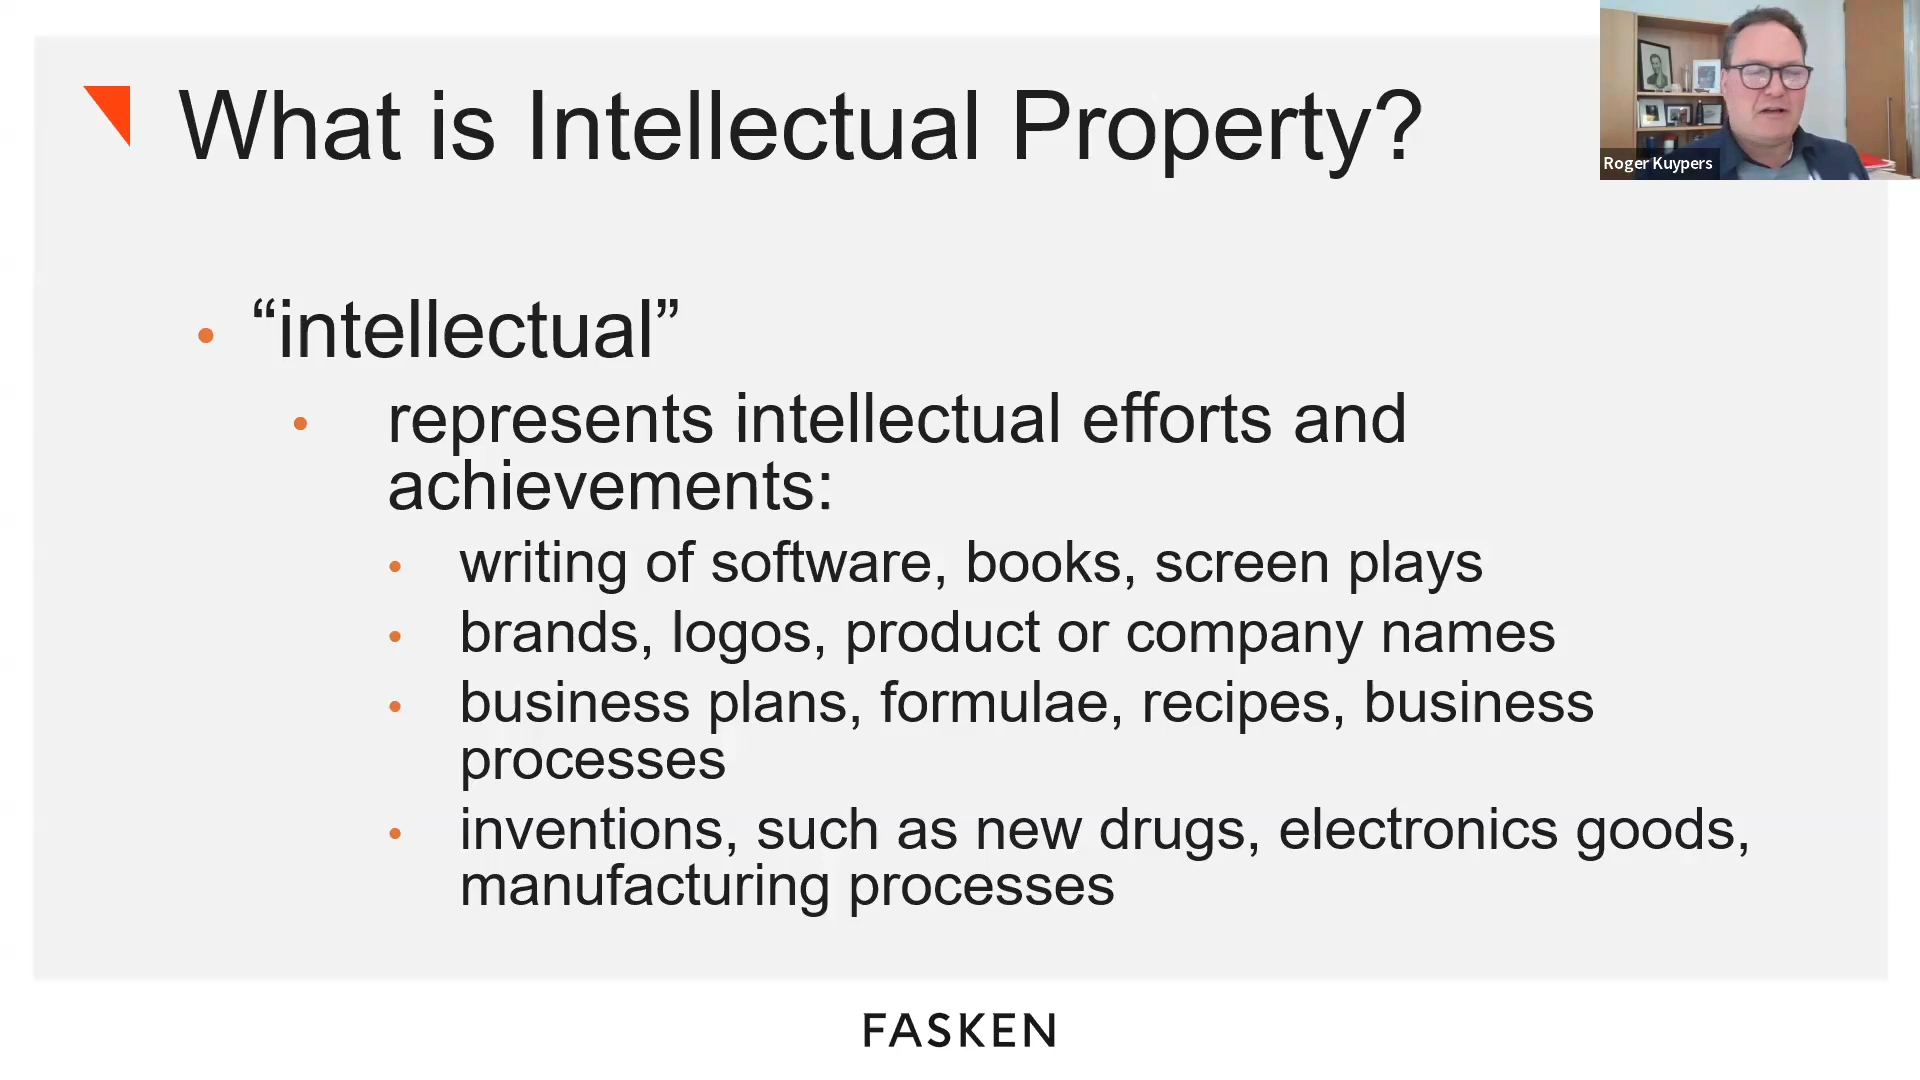 What is Intellectual Property?
Roger Kuypers
• “intellectual”
• represents intellectual efforts and
achievements:
• writing of software, books, screen plays
• brands, logos, product or company names
• business plans, formulae, recipes, business
processes
• inventions, such as new drugs, electronics goods,
manufacturing processes
FASKEN